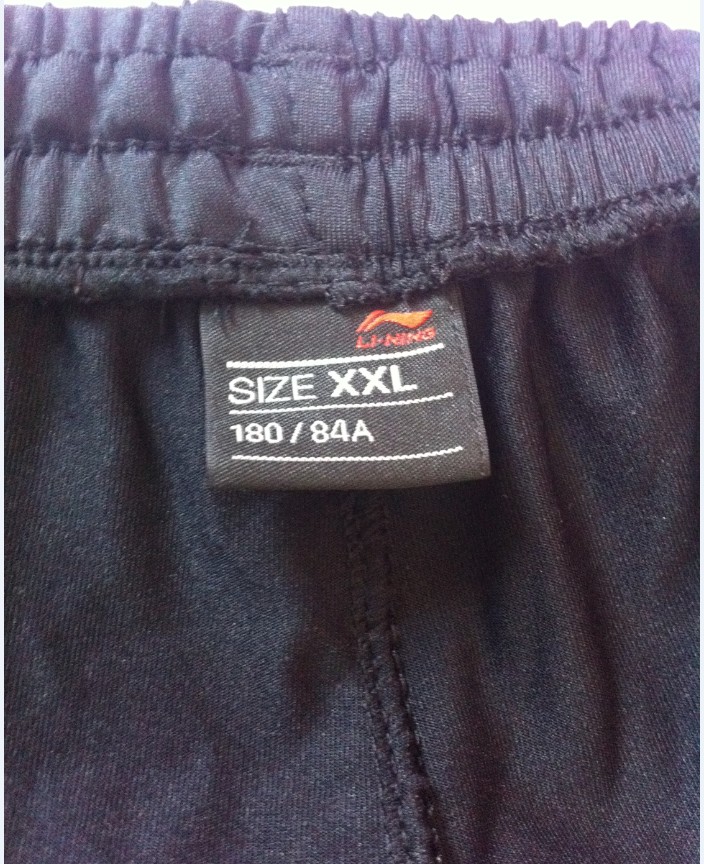 LI-NING
SIZE XXL
180 / 84A